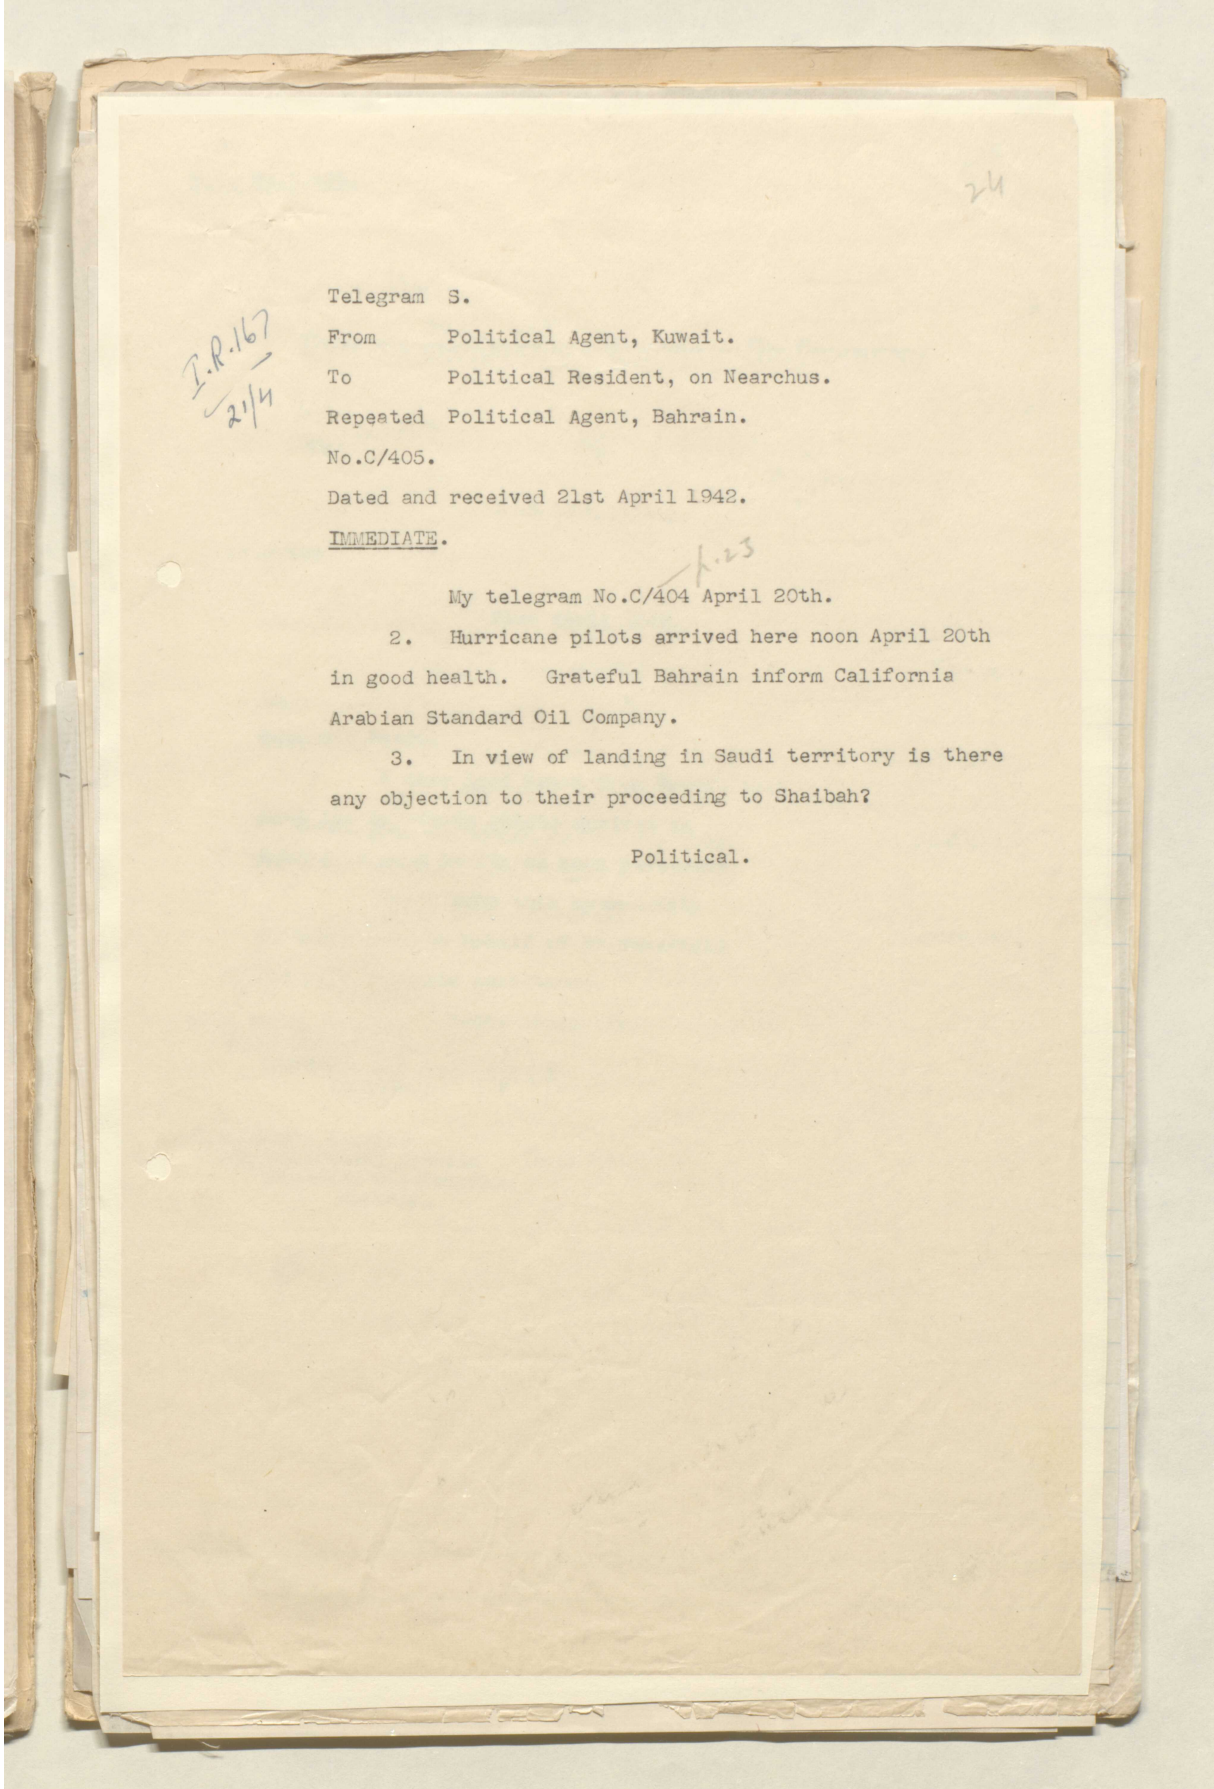 24
I.R.167
21/4
Telegram S.
From Political Agent, Kuwait.
To Political Resident, on Nearchus.
Repeated Political Agent, Bahrain.
No.C/405.
Dated and received 21st April 1942.
IMMEDIATE.
p.23
My telegram No.C/404 April 20th.
2. Hurricane pilots arrived here noon April 20th
in good health. Grateful Bahrain inform California
Arabian Standard Oil Company.
3. In view of landing in Saudi territory is there
any objection to their proceeding to Shaibah?
Political.